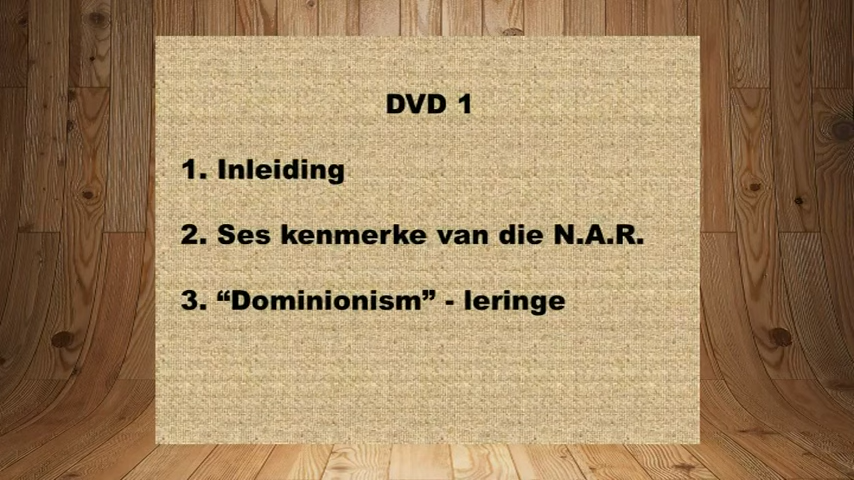 DVD 1
1. Inleiding
2. Ses kenmerke van die N.A.R.
3. “Dominionism” - leringe